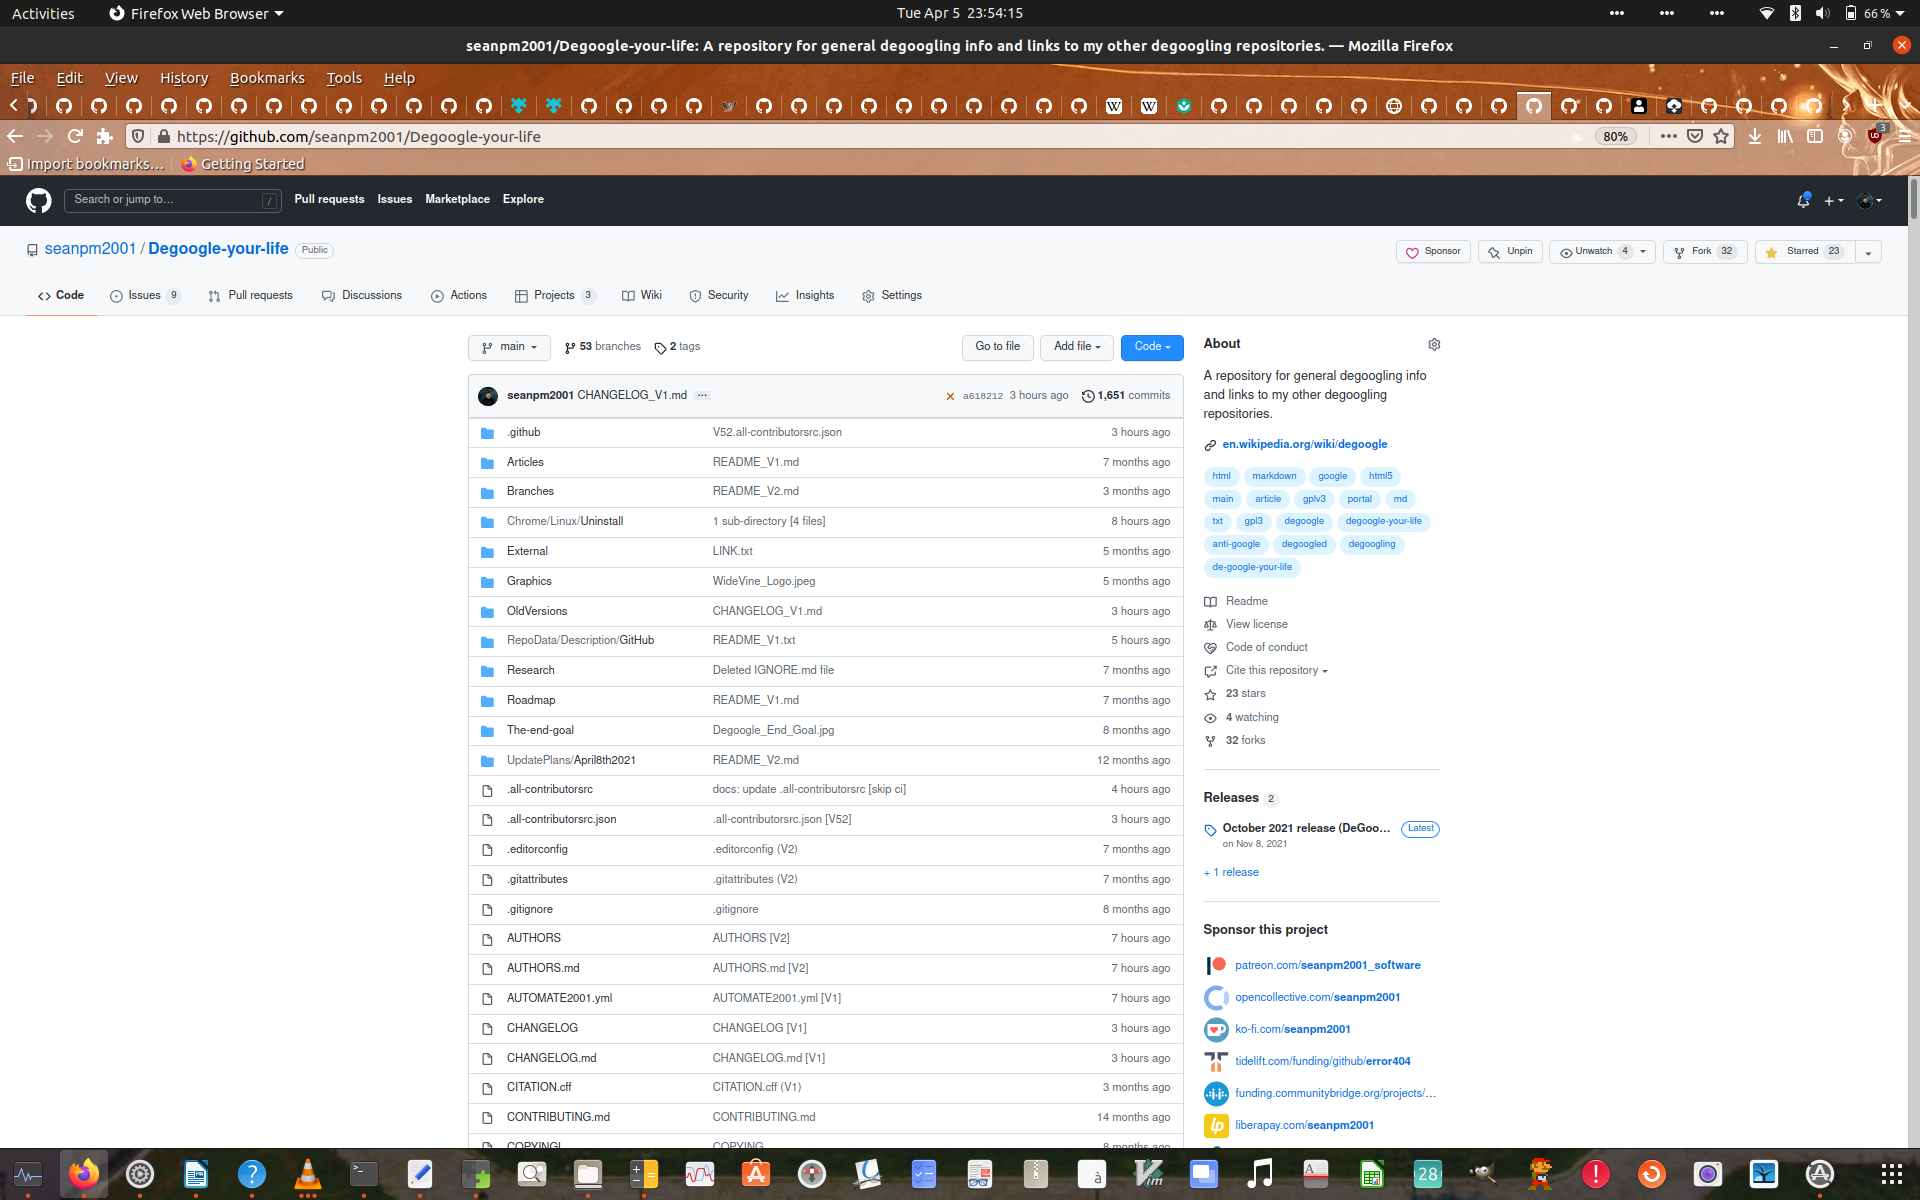 Activities Firefox Web Browser Tue Apr 5 23:54:15 66 %
seanpm2001/Degoogle-your-life: A repository for general degoogling info and links to my other degoogling repositories. — Mozilla Firefox
File Edit View History Bookmarks Tools Help
https://github.com/seanpm2001/Degoogle-your-life 80% 3
Import bookmarks… Getting Started
Search or jump to… / Pull requests Issues Marketplace Explore
seanpm2001 / Degoogle-your-life Public Sponsor Unpin Unwatch 4 Fork 32 Starred 23
Code Issues 9 Pull requests Discussions Actions Projects 3 Wiki Security Insights Settings
main 53 branches 2 tags Go to file Add file Code
seanpm2001 CHANGELOG_V1.md ··· a618212 3 hours ago 1,651 commits
.github V52.all-contributorsrc.json 3 hours ago
Articles README_V1.md 7 months ago
Branches README_V2.md 3 months ago
Chrome/Linux/Uninstall 1 sub-directory [4 files] 8 hours ago
External LINK.txt 5 months ago
Graphics WideVine_Logo.jpeg 5 months ago
OldVersions CHANGELOG_V1.md 3 hours ago
RepoData/Description/GitHub README_V1.txt 5 hours ago
Research Deleted IGNORE.md file 7 months ago
Roadmap README_V1.md 7 months ago
The-end-goal Degoogle_End_Goal.jpg 8 months ago
UpdatePlans/April8th2021 README_V2.md 12 months ago
.all-contributorsrc docs: update .all-contributorsrc [skip ci] 4 hours ago
.all-contributorsrc.json .all-contributorsrc.json [V52] 3 hours ago
.editorconfig .editorconfig (V2) 7 months ago
.gitattributes .gitattributes (V2) 7 months ago
.gitignore .gitignore 8 months ago
AUTHORS AUTHORS [V2] 7 hours ago
AUTHORS.md AUTHORS.md [V2] 7 hours ago
AUTOMATE2001.yml AUTOMATE2001.yml [V1] 7 hours ago
CHANGELOG CHANGELOG [V1] 3 hours ago
CHANGELOG.md CHANGELOG.md [V1] 3 hours ago
CITATION.cff CITATION.cff (V1) 3 months ago
CONTRIBUTING.md CONTRIBUTING.md 14 months ago
COPYING COPYING 8 months ago
About
A repository for general degoogling info
and links to my other degoogling
repositories.
en.wikipedia.org/wiki/degoogle
html markdown google html5
main article gplv3 portal md
txt gpl3 degoogle degoogle-your-life
anti-google degoogled degoogling
de-google-your-life
Readme
View license
Code of conduct
Cite this repository
23 stars
4 watching
32 forks
Releases 2
October 2021 release (DeGoo... Latest
on Nov 8, 2021
+ 1 release
Sponsor this project
patreon.com/seanpm2001_software
opencollective.com/seanpm2001
ko-fi.com/seanpm2001
tidelift.com/funding/github/error404
funding.communitybridge.org/projects/…
liberapay.com/seanpm2001
28